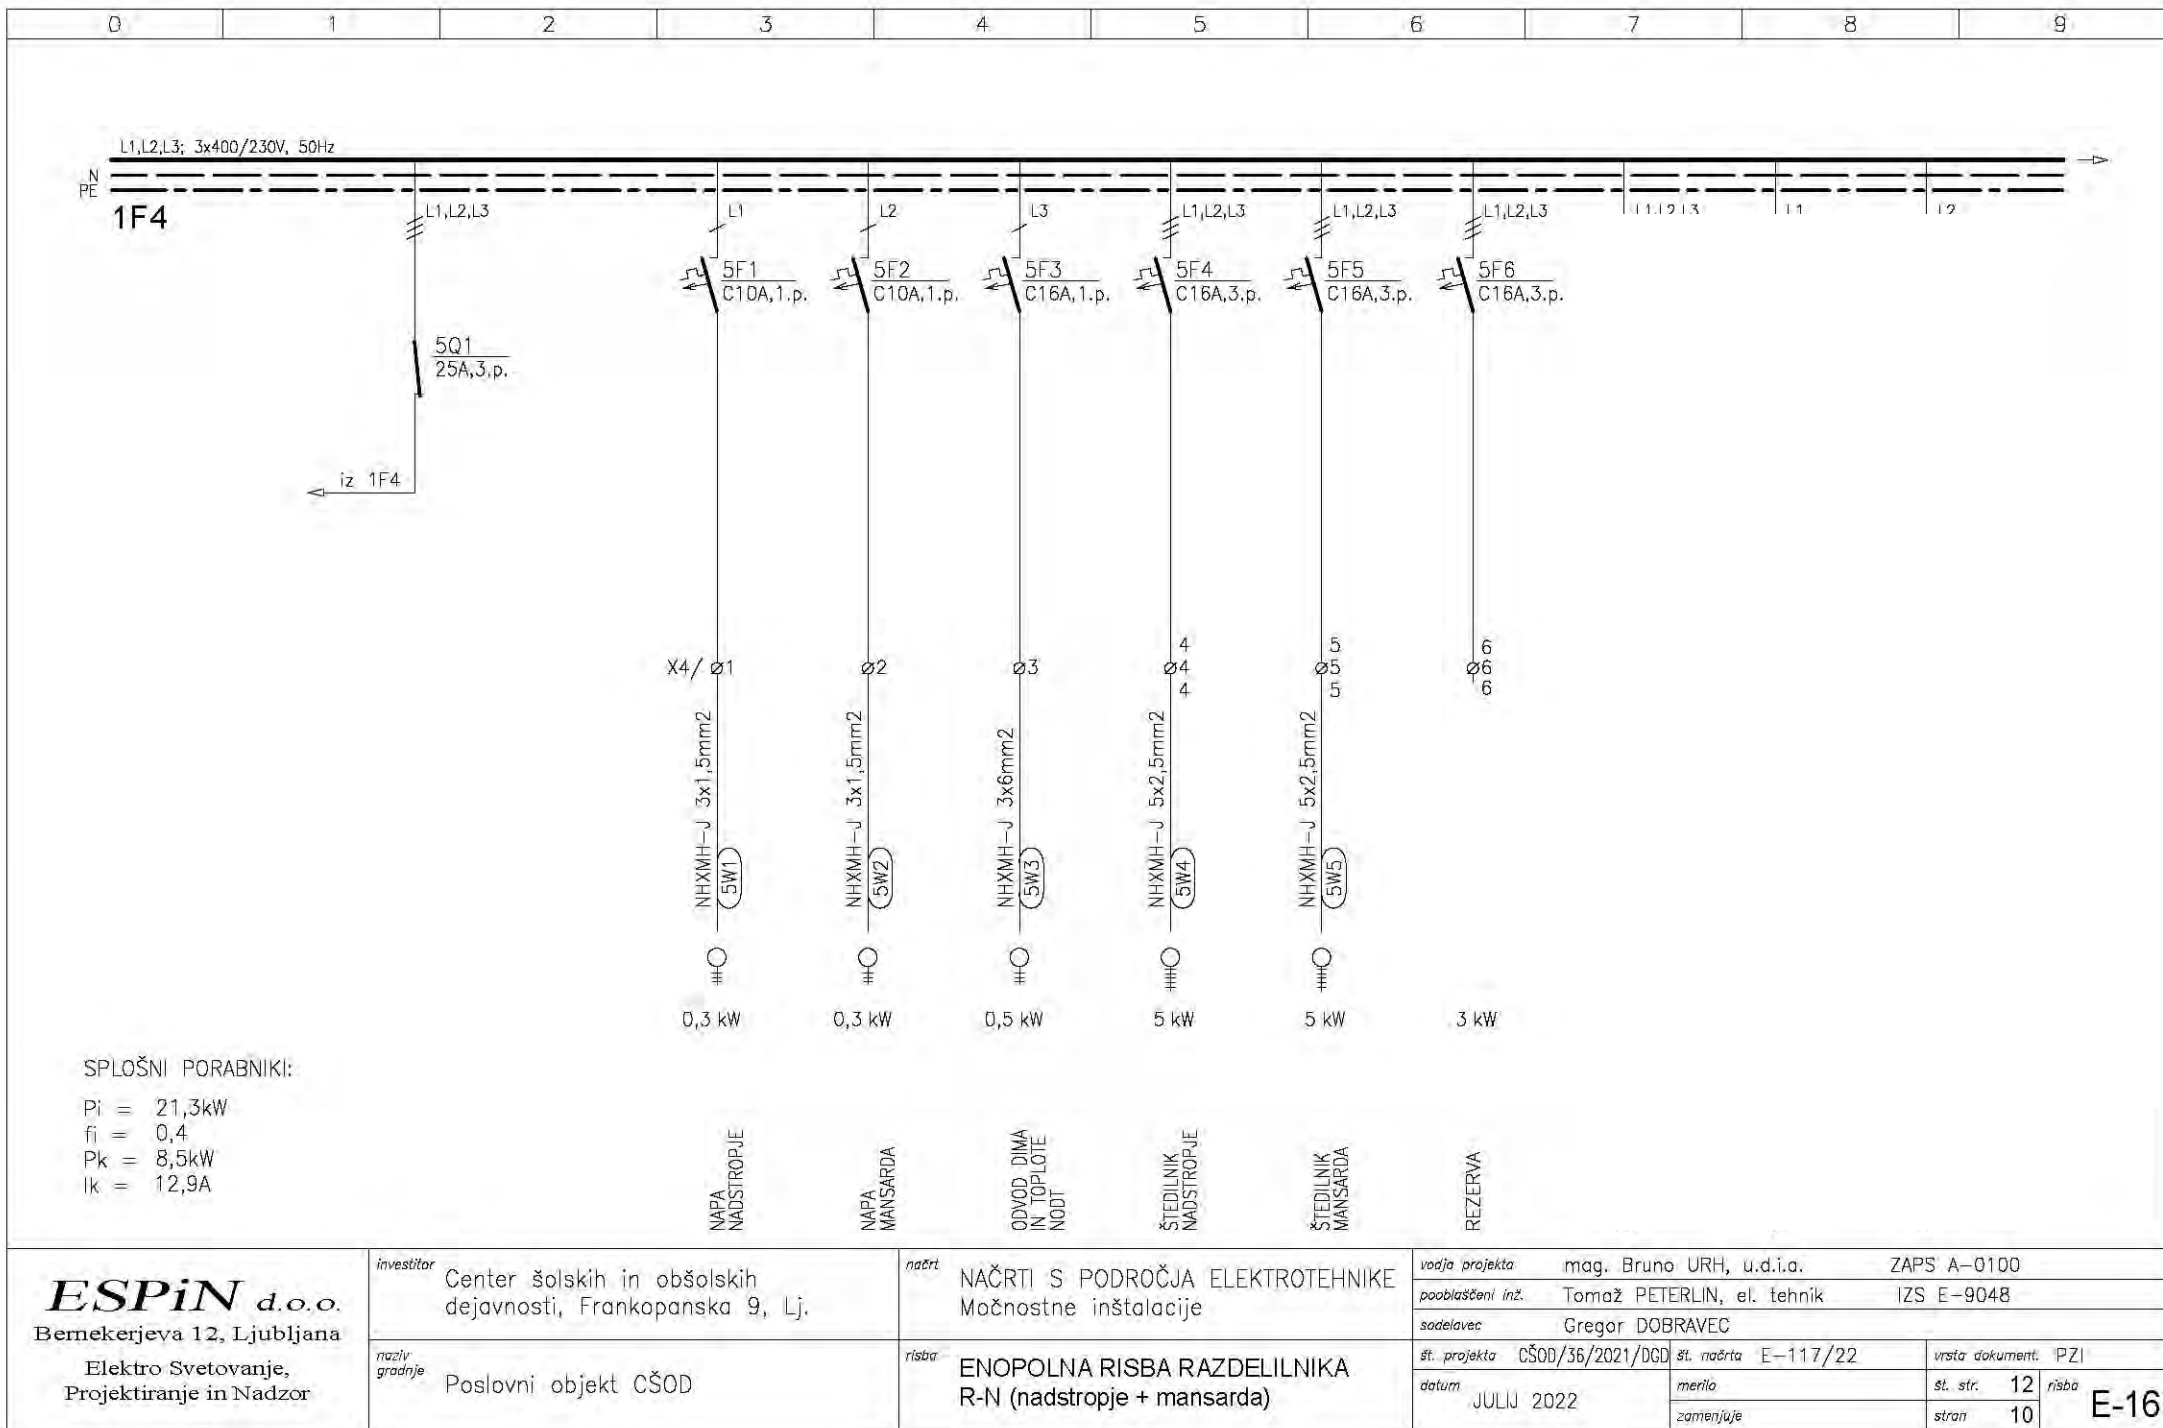 0 1 2 3 4 5 6 7 8 9
L1,L2,L3; 3x400/230V, 50Hz
N
PE
1F4
L1,L2,L3 L1 L2 L3 L1,L2,L3 L1,L2,L3 L1,L2,L3 L1,L2,L3 L1 L2
5F1 5F2 5F3 5F4 5F5 5F6
C10A,1.p. C10A,1.p. C16A,1.p. C16A,3.p. C16A,3.p. C16A,3.p.
5Q1
25A,3.p.
iz 1F4
4 5 6
X4/ 1 2 3 4 5 6
4 5 6
NHXMH-J 3x1,5mm2
5W1
NHXMH-J 3x1,5mm2
5W2
NHXMH-J 3x6mm2
5W3
NHXMH-J 5x2,5mm2
5W4
NHXMH-J 5x2,5mm2
5W5
0,3 kW 0,3 kW 0,5 kW 5 kW 5 kW 3 kW
SPLOŠNI PORABNIKI:
Pi = 21,3kW
fi = 0,4
Pk = 8,5kW
Ik = 12,9A
NAPA
NADSTROPJE
NAPA
MANSARDA
ODVOD DIMA
IN TOPLOTE
NODT
ŠTEDILNIK
NADSTROPJE
ŠTEDILNIK
MANSARDA
REZERVA
ESPiN d.o.o.
Bernekerjeva 12, Ljubljana
Elektro Svetovanje,
Projektiranje in Nadzor
investitor
Center šolskih in obšolskih
dejavnosti, Frankopanska 9, Lj.
naziv
gradnje
Poslovni objekt CŠOD
načrt
NAČRTI S PODROČJA ELEKTROTEHNIKE
Močnostne inštalacije
risba
ENOPOLNA RISBA RAZDELILNIKA
R-N (nadstropje + mansarda)
vodja projekta mag. Bruno URH, u.d.i.a. ZAPS A-0100
pooblaščeni inž. Tomaž PETERLIN, el. tehnik IZS E-9048
sodelavec Gregor DOBRAVEC
št. projekta CŠOD/36/2021/DGD št. načrta E-117/22 vrsta dokument. PZI
datum JULIJ 2022 merilo št. str. 12 risba E-16
zamenjuje stran 10